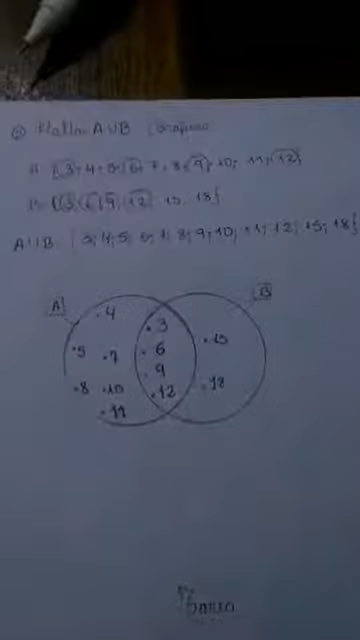 Hallar A∪B
A {3; 4; 5; 6; 7; 8; 9; 10; 11; 12}
{3; 6; 9; 12; 15; 18}
A∪B {3; 4; 5; 6; 7; 8; 9; 10; 11; 12; 15; 18}
A B
.4
.3
.15
.5 .7 .6
.9
.8 .10 .12 .18
.11